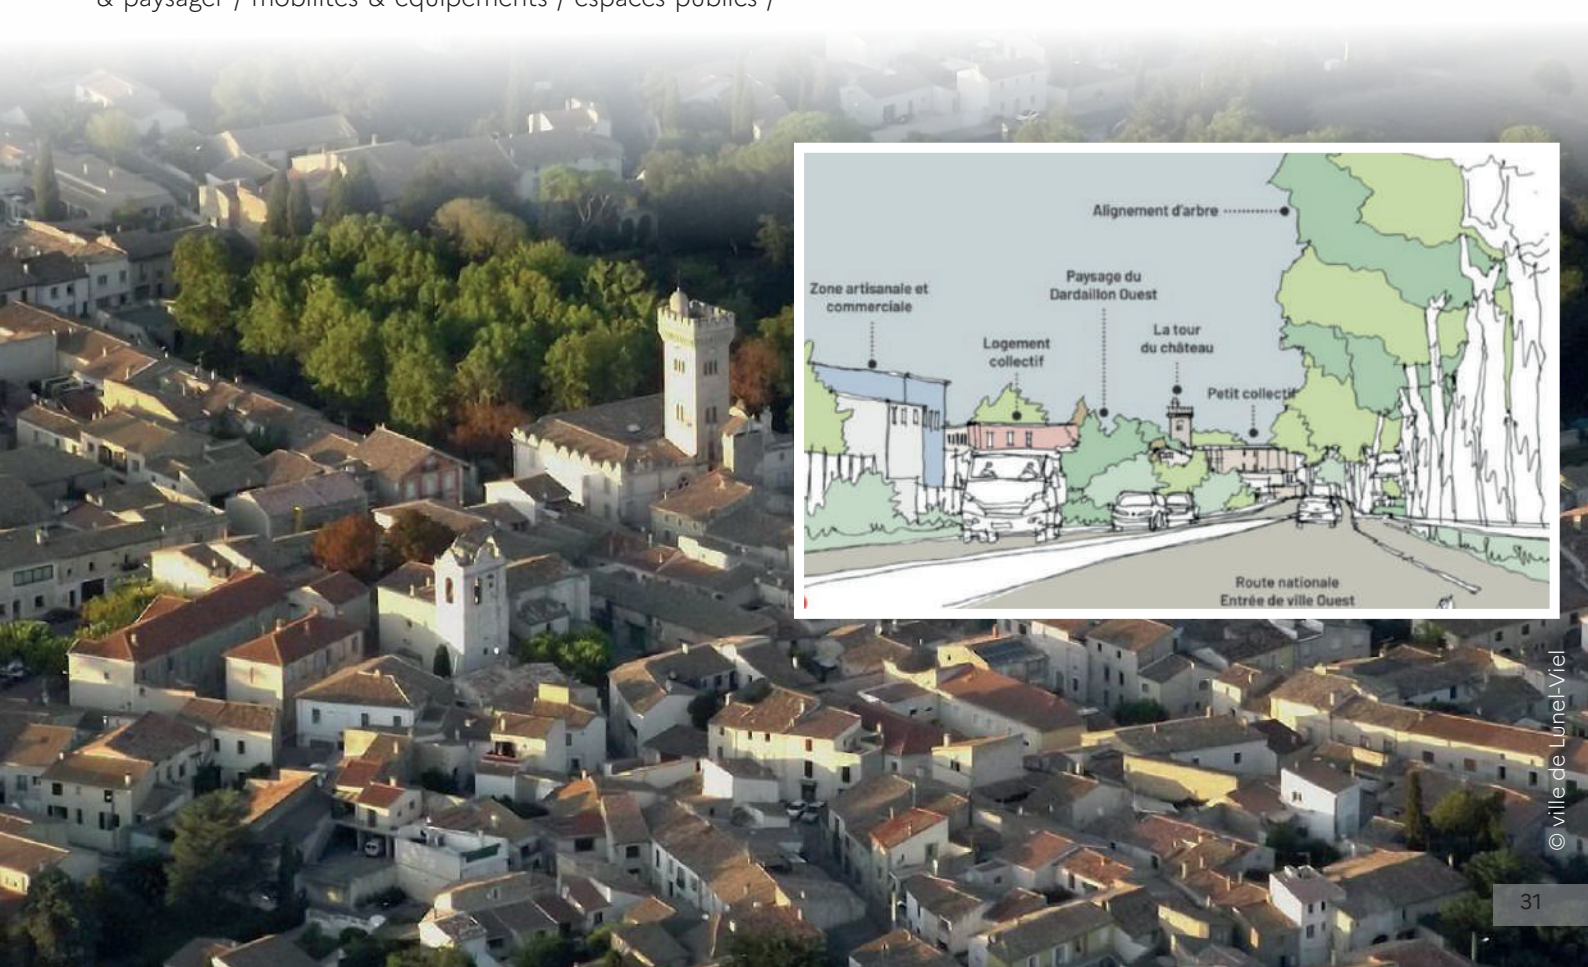 & paysager / mobilités & équipements / espaces publics /
Alignement d'arbre
Paysage du
Dardaillon Ouest
Zone artisanale et
commerciale
La tour
du château
Logement
collectif
Petit collectif
Route nationale
Entrée de ville Ouest
© ville de Lunel-Viel
31